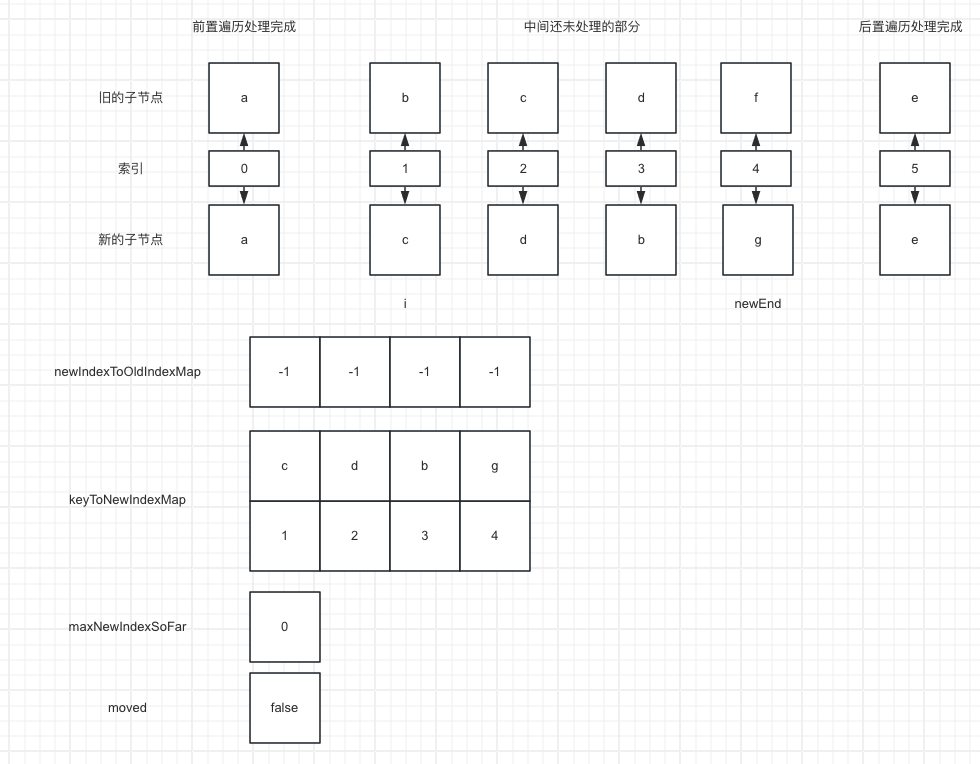 前置遍历处理完成 中间还未处理的部分 后置遍历处理完成
旧的子节点 a b c d f e
索引 0 1 2 3 4 5
新的子节点 a c d b g e
i newEnd
newIndexToOldIndexMap -1 -1 -1 -1
c d b g
keyToNewIndexMap
1 2 3 4
maxNewIndexSoFar 0
moved false